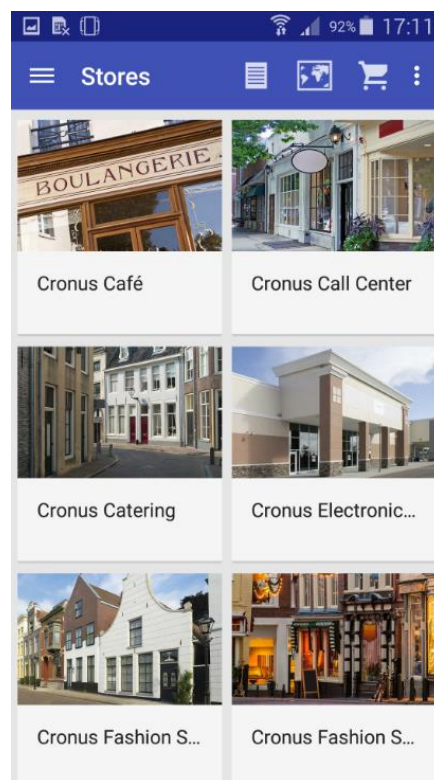 92% 17:11
Stores
BOULANGERIE
Cronus Café
Cronus Call Center
Cronus Catering
Cronus Electronic...
Cronus Fashion S...
Cronus Fashion S...